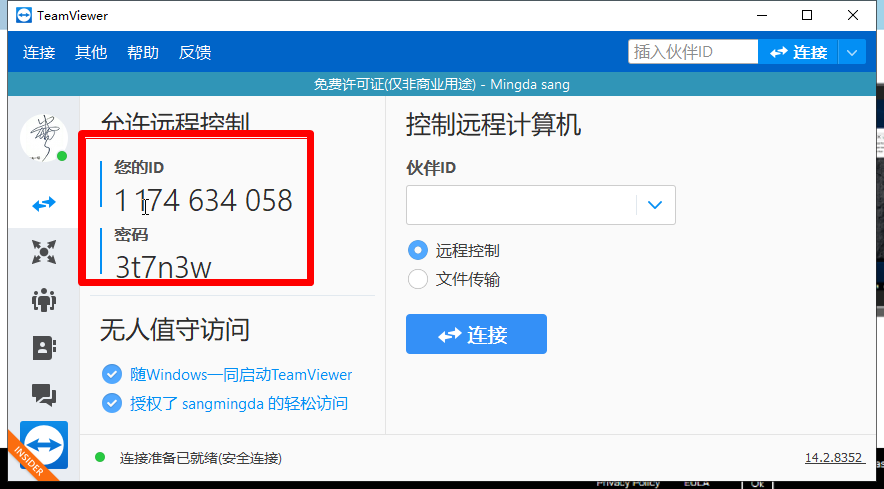 TeamViewer
连接 其他 帮助 反馈
插入伙伴ID 连接
免费许可证(仅非商业用途) - Mingda sang
允许远程控制
您的ID
1 174 634 058
密码
3t7n3w
无人值守访问
随Windows一同启动TeamViewer
授权了 sangmingda 的轻松访问
控制远程计算机
伙伴ID
远程控制
文件传输
连接
INSIDER
连接准备已就绪(安全连接)
14.2.8352
Privacy Policy EULA Ok